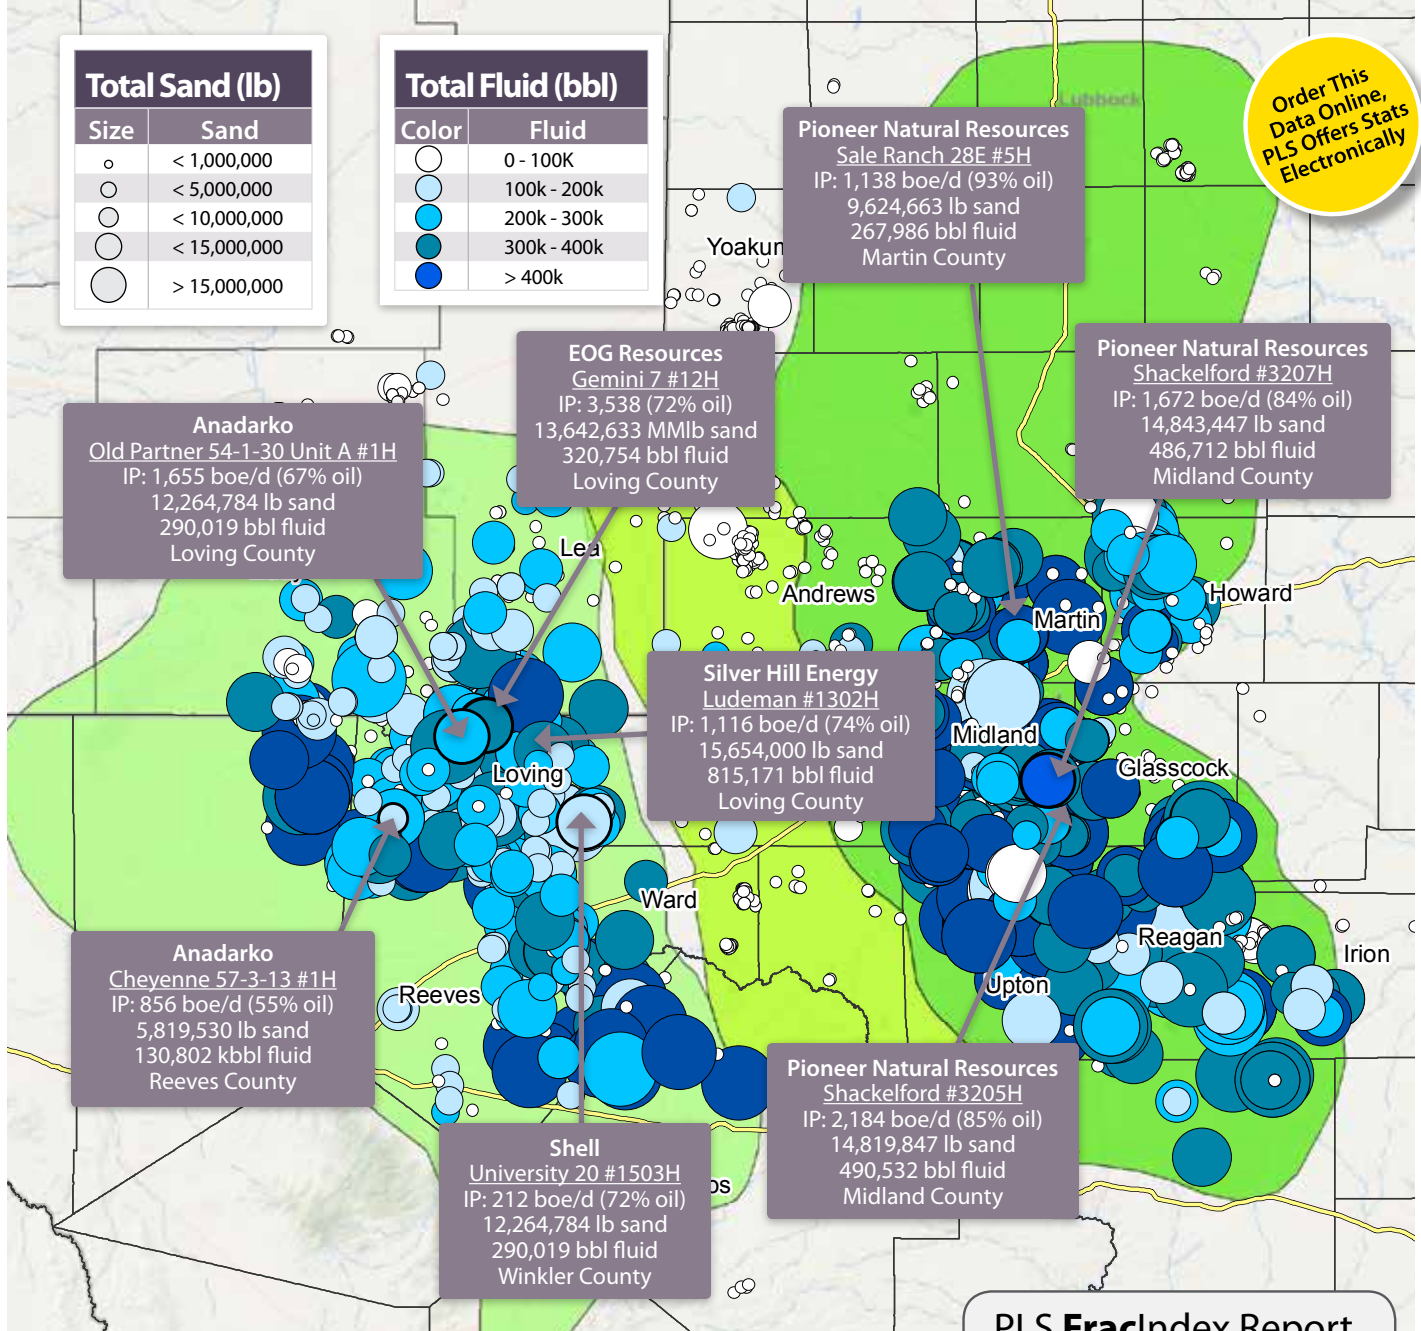 Total Sand (lb)
Size Sand
< 1,000,000
< 5,000,000
< 10,000,000
< 15,000,000
> 15,000,000
Total Fluid (bbl)
Color Fluid
0 - 100K
100k - 200k
200k - 300k
300k - 400k
> 400k
Order This
Data Online,
PLS Offers Stats
Electronically
Lubbock
Pioneer Natural Resources
Sale Ranch 28E #5H
IP: 1,138 boe/d (93% oil)
9,624,663 lb sand
267,986 bbl fluid
Martin County
Yoakum
EOG Resources
Gemini 7 #12H
IP: 3,538 (72% oil)
13,642,633 MMlb sand
320,754 bbl fluid
Loving County
Pioneer Natural Resources
Shackelford #3207H
IP: 1,672 boe/d (84% oil)
14,843,447 lb sand
486,712 bbl fluid
Midland County
Anadarko
Old Partner 54-1-30 Unit A #1H
IP: 1,655 boe/d (67% oil)
12,264,784 lb sand
290,019 bbl fluid
Loving County
Lea
Andrews
Martin
Howard
Silver Hill Energy
Ludeman #1302H
IP: 1,116 boe/d (74% oil)
15,654,000 lb sand
815,171 bbl fluid
Loving County
Midland
Loving
Glasscock
Ward
Reagan
Irion
Upton
Reeves
Anadarko
Cheyenne 57-3-13 #1H
IP: 856 boe/d (55% oil)
5,819,530 lb sand
130,802 kbbl fluid
Reeves County
Pioneer Natural Resources
Shackelford #3205H
IP: 2,184 boe/d (85% oil)
14,819,847 lb sand
490,532 bbl fluid
Midland County
Shell
University 20 #1503H
IP: 212 boe/d (72% oil)
12,264,784 lb sand
290,019 bbl fluid
Winkler County
os
PLS FracIndex Report